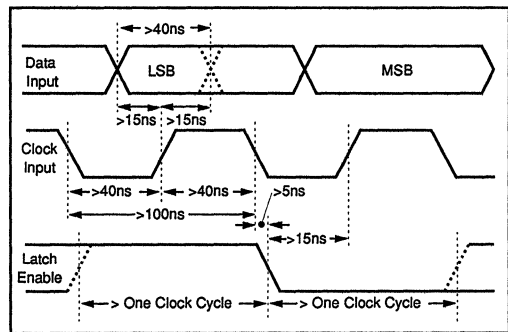 >40ns
Data
Input
LSB
MSB
>15ns >15ns
Clock
Input
>40ns >40ns
>5ns
>100ns
>15ns
Latch
Enable
> One Clock Cycle > One Clock Cycle